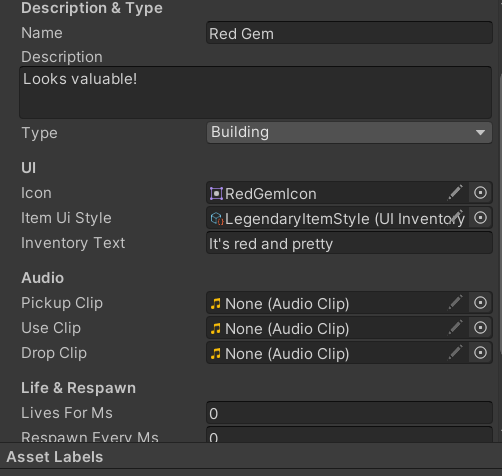 Description & Type
Name Red Gem
Description
Looks valuable!
Type Building
UI
Icon RedGemIcon
Item Ui Style LegendaryItemStyle (UI Inventory
Inventory Text It's red and pretty
Audio
Pickup Clip None (Audio Clip)
Use Clip None (Audio Clip)
Drop Clip None (Audio Clip)
Life & Respawn
Lives For Ms 0
Respawn Every Ms 0
Asset Labels